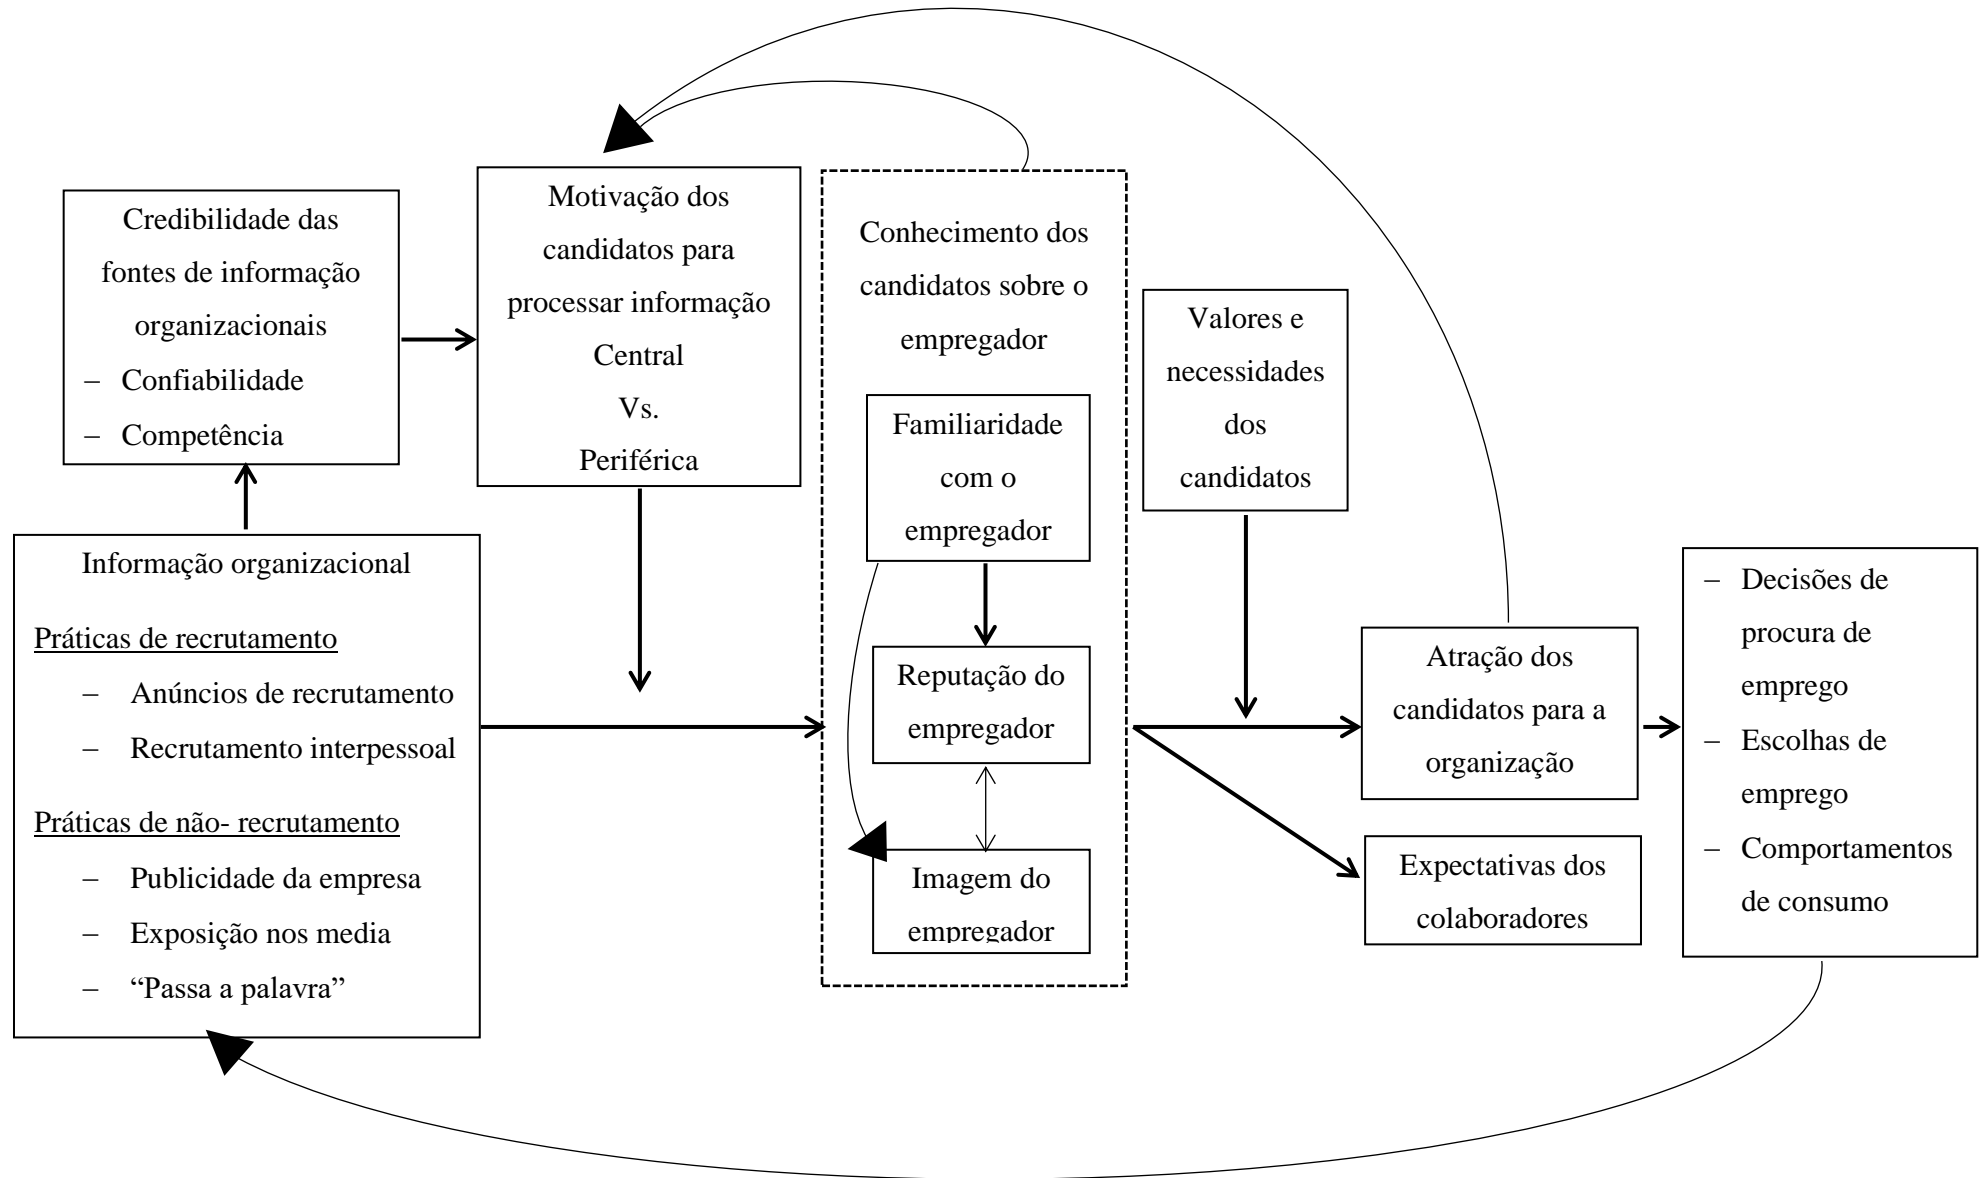 Credibilidade das
fontes de informação
organizacionais
– Confiabilidade
– Competência
Motivação dos
candidatos para
processar informação
Central
Vs.
Periférica
Conhecimento dos
candidatos sobre o
empregador
Familiaridade
com o
empregador
Reputação do
empregador
Imagem do
empregador
Valores e
necessidades
dos
candidatos
Informação organizacional
Práticas de recrutamento
– Anúncios de recrutamento
– Recrutamento interpessoal
Práticas de não- recrutamento
– Publicidade da empresa
– Exposição nos media
– “Passa a palavra”
Atração dos
candidatos para a
organização
Expectativas dos
colaboradores
– Decisões de
procura de
emprego
– Escolhas de
emprego
– Comportamentos
de consumo